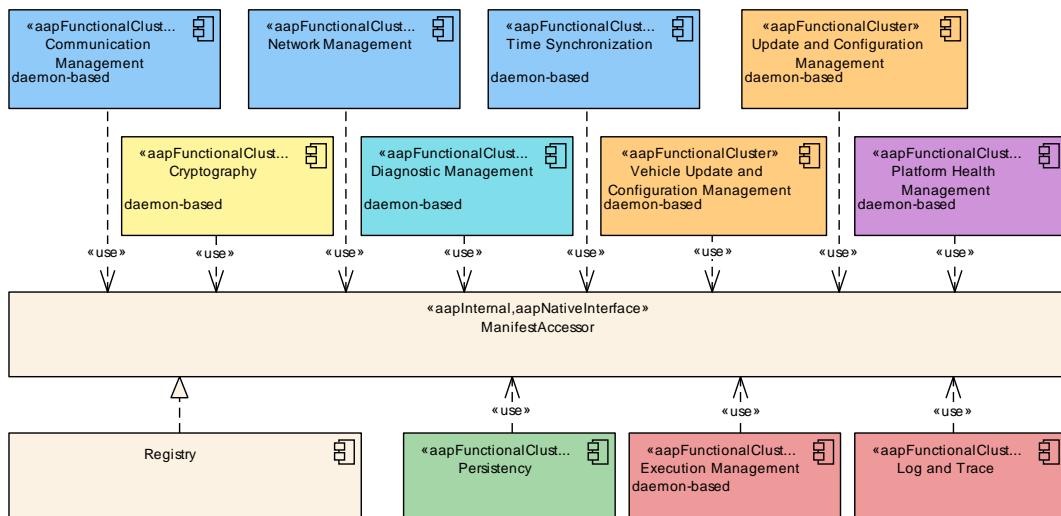 «aapFunctionalClust...
Communication
Management
daemon-based
«aapFunctionalClust...
Network Management
«aapFunctionalClust...
Time Synchronization
daemon-based
«aapFunctionalCluster»
Update and Configuration
Management
daemon-based
«aapFunctionalClust...
Cryptography
daemon-based
«aapFunctionalClust...
Diagnostic Management
daemon-based
«aapFunctionalCluster»
Vehicle Update and
Configuration Management
daemon-based
«aapFunctionalClust...
Platform Health
Management
daemon-based
«use»
«use»
«use»
«use»
«use»
«use»
«use»
«use»
«aapInternal,aapNativeInterface»
ManifestAccessor
«use»
«use»
«use»
Registry
«aapFunctionalClust...
Persistency
«aapFunctionalClust...
Execution Management
daemon-based
«aapFunctionalClust...
Log and Trace